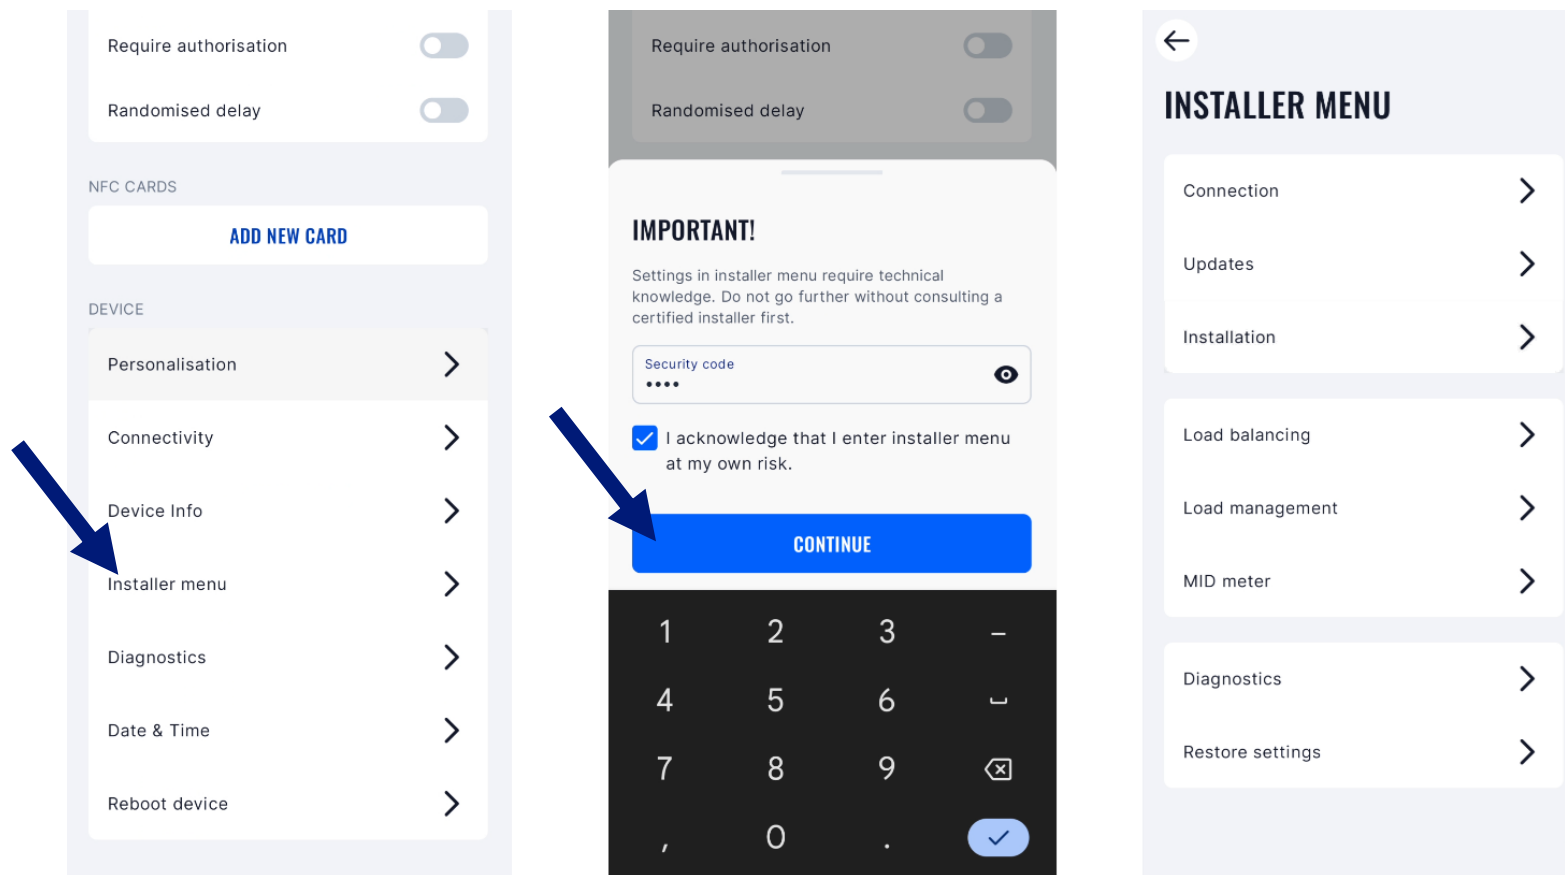 Require authorisation
Randomised delay
NFC CARDS
ADD NEW CARD
DEVICE
Personalisation
Connectivity
Device Info
Installer menu
Diagnostics
Date & Time
Reboot device
Require authorisation
Randomised delay
IMPORTANT!
Settings in installer menu require technical
knowledge. Do not go further without consulting a
certified installer first.
Security code
••••
I acknowledge that I enter installer menu
at my own risk.
CONTINUE
1 2 3 –
4 5 6
7 8 9
, 0 .
INSTALLER MENU
Connection
Updates
Installation
Load balancing
Load management
MID meter
Diagnostics
Restore settings